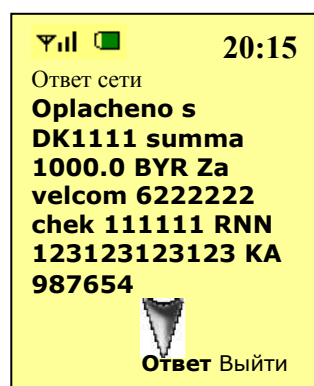 20:15
Ответ сети
Oplacheno s
DK1111 summa
1000.0 BYR Za
velcom 6222222
chek 111111 RNN
123123123123 KA
987654
Ответ Выйти